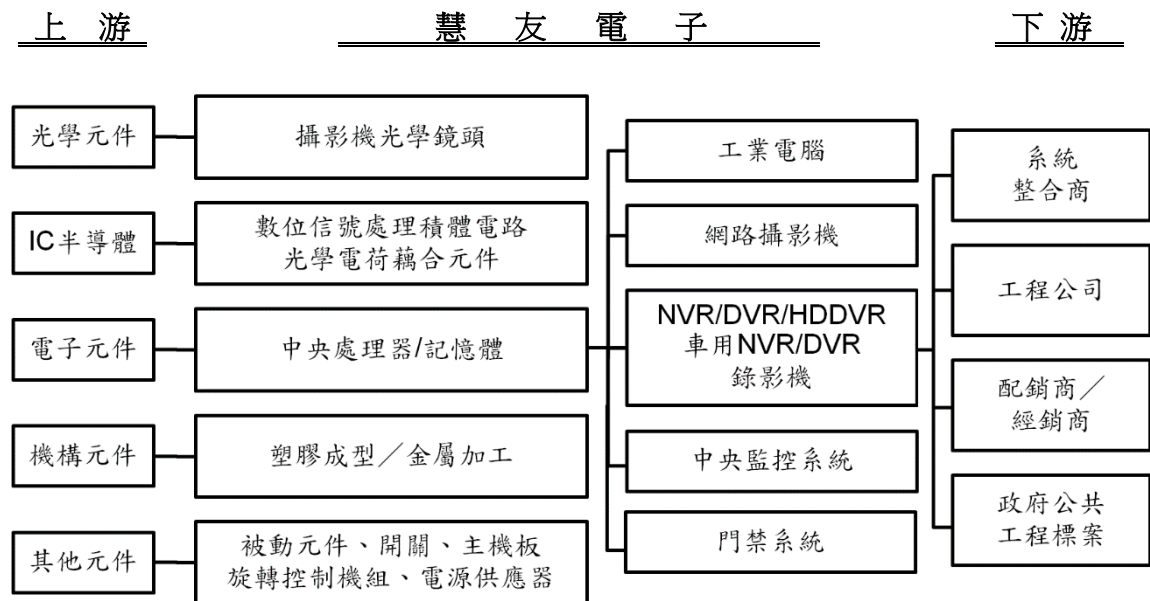 上 游
慧 友 電 子
下 游
光學元件
攝影機光學鏡頭
IC半導體
數位信號處理積體電路
光學電荷藕合元件
電子元件
中央處理器/記憶體
機構元件
塑膠成型／金屬加工
其他元件
被動元件、開關、主機板
旋轉控制機組、電源供應器
工業電腦
網路攝影機
NVR/DVR/HDDVR
車用NVR/DVR
錄影機
中央監控系統
門禁系統
系統
整合商
工程公司
配銷商／
經銷商
政府公共
工程標案